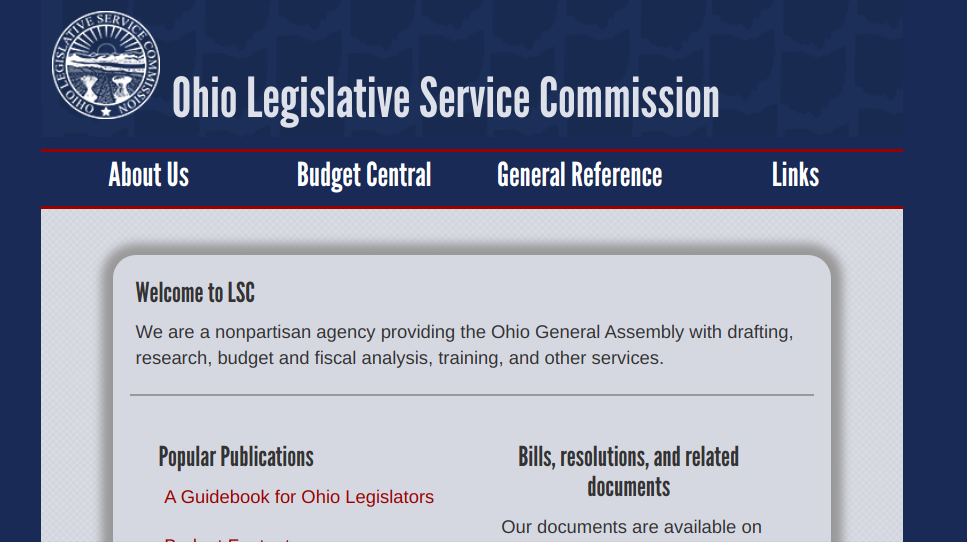 OHIO LEGISLATIVE SERVICE COMMISSION
Ohio Legislative Service Commission
About Us Budget Central General Reference Links
Welcome to LSC
We are a nonpartisan agency providing the Ohio General Assembly with drafting,
research, budget and fiscal analysis, training, and other services.
Popular Publications
A Guidebook for Ohio Legislators
Bills, resolutions, and related
documents
Our documents are available on